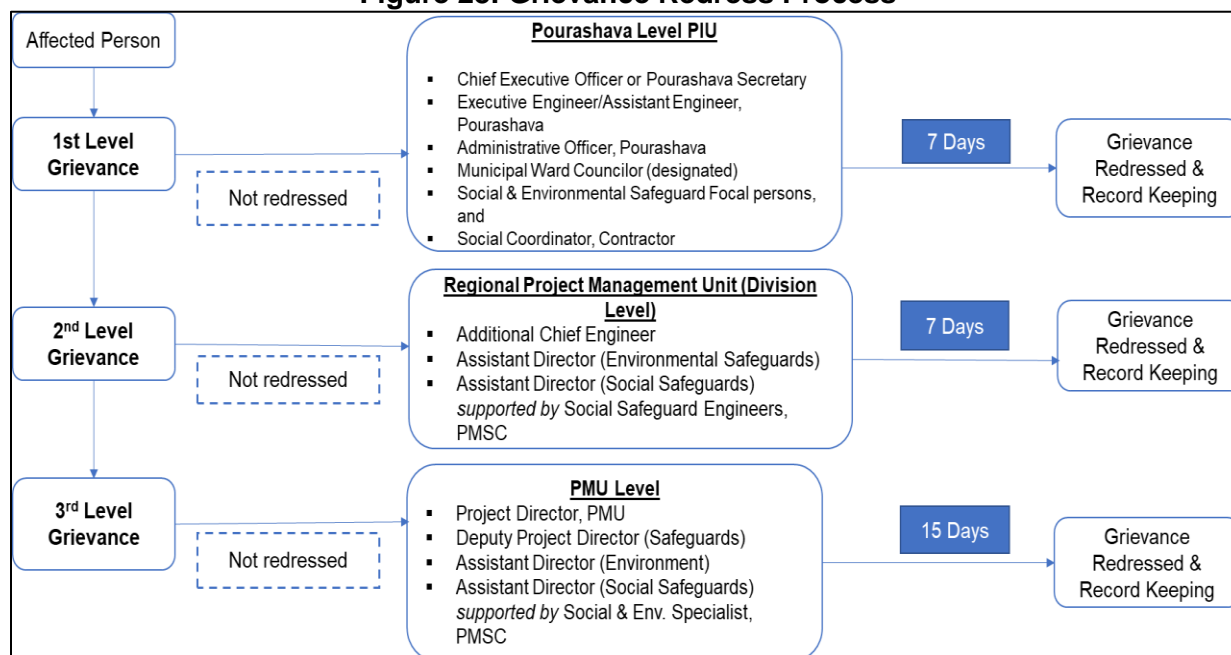 Affected Person
Pourashava Level PIU
▪ Chief Executive Officer or Pourashava Secretary
▪ Executive Engineer/Assistant Engineer,
Pourashava
▪ Administrative Officer, Pourashava
▪ Municipal Ward Councilor (designated)
▪ Social & Environmental Safeguard Focal persons,
and
▪ Social Coordinator, Contractor
1st Level
Grievance
Not redressed
7 Days
Grievance
Redressed &
Record Keeping
Regional Project Management Unit (Division
Level)
▪ Additional Chief Engineer
▪ Assistant Director (Environmental Safeguards)
▪ Assistant Director (Social Safeguards)
supported by Social Safeguard Engineers,
PMSC
2nd Level
Grievance
Not redressed
7 Days
Grievance
Redressed &
Record Keeping
PMU Level
▪ Project Director, PMU
▪ Deputy Project Director (Safeguards)
▪ Assistant Director (Environment)
▪ Assistant Director (Social Safeguards)
supported by Social & Env. Specialist,
PMSC
3rd Level
Grievance
Not redressed
15 Days
Grievance
Redressed &
Record Keeping